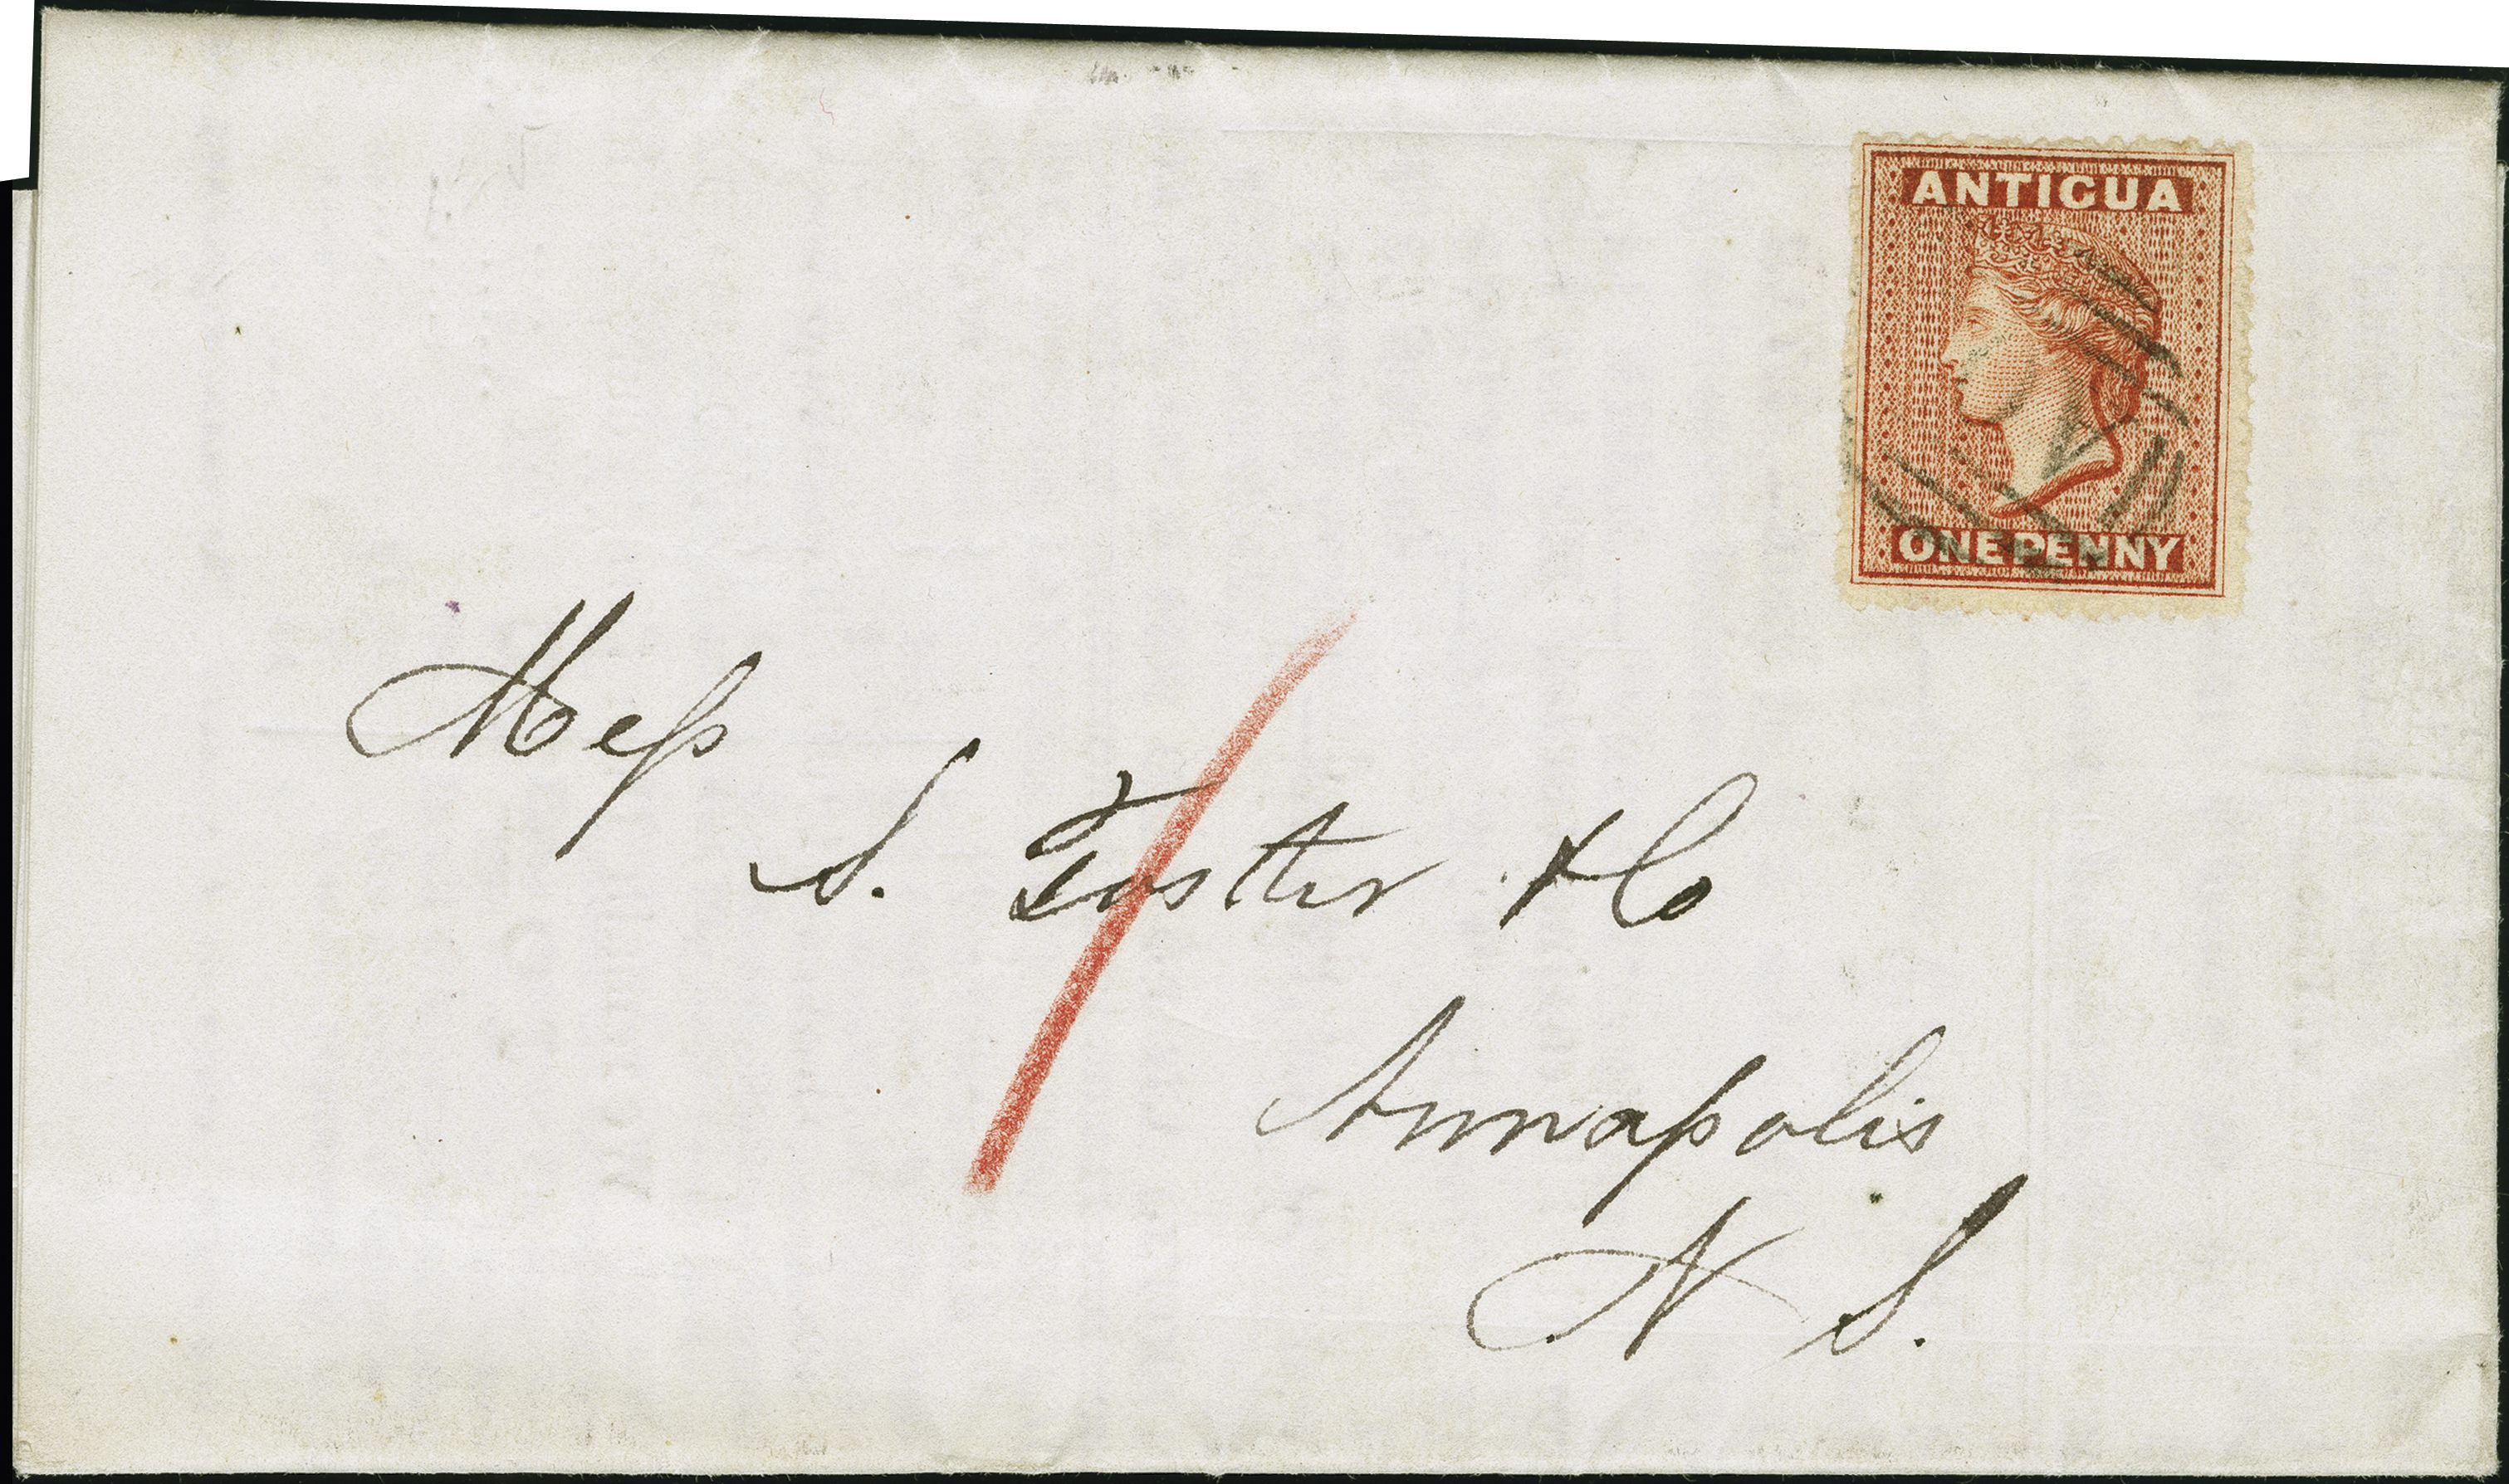 ANTIGUA
ONE PENNY
Mess
S. Foster & Co
Annapolis
N S.